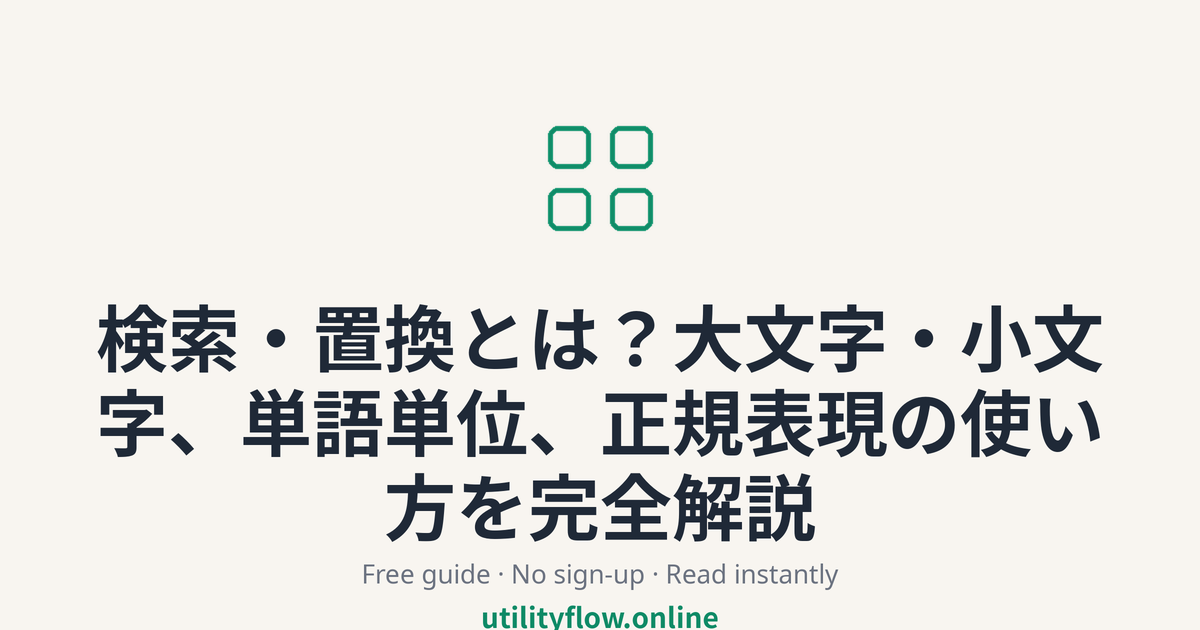 検索・置換とは？大文字・小文
字、単語単位、正規表現の使い
方を完全解説
Free guide · No sign-up · Read instantly
utilityflow.online